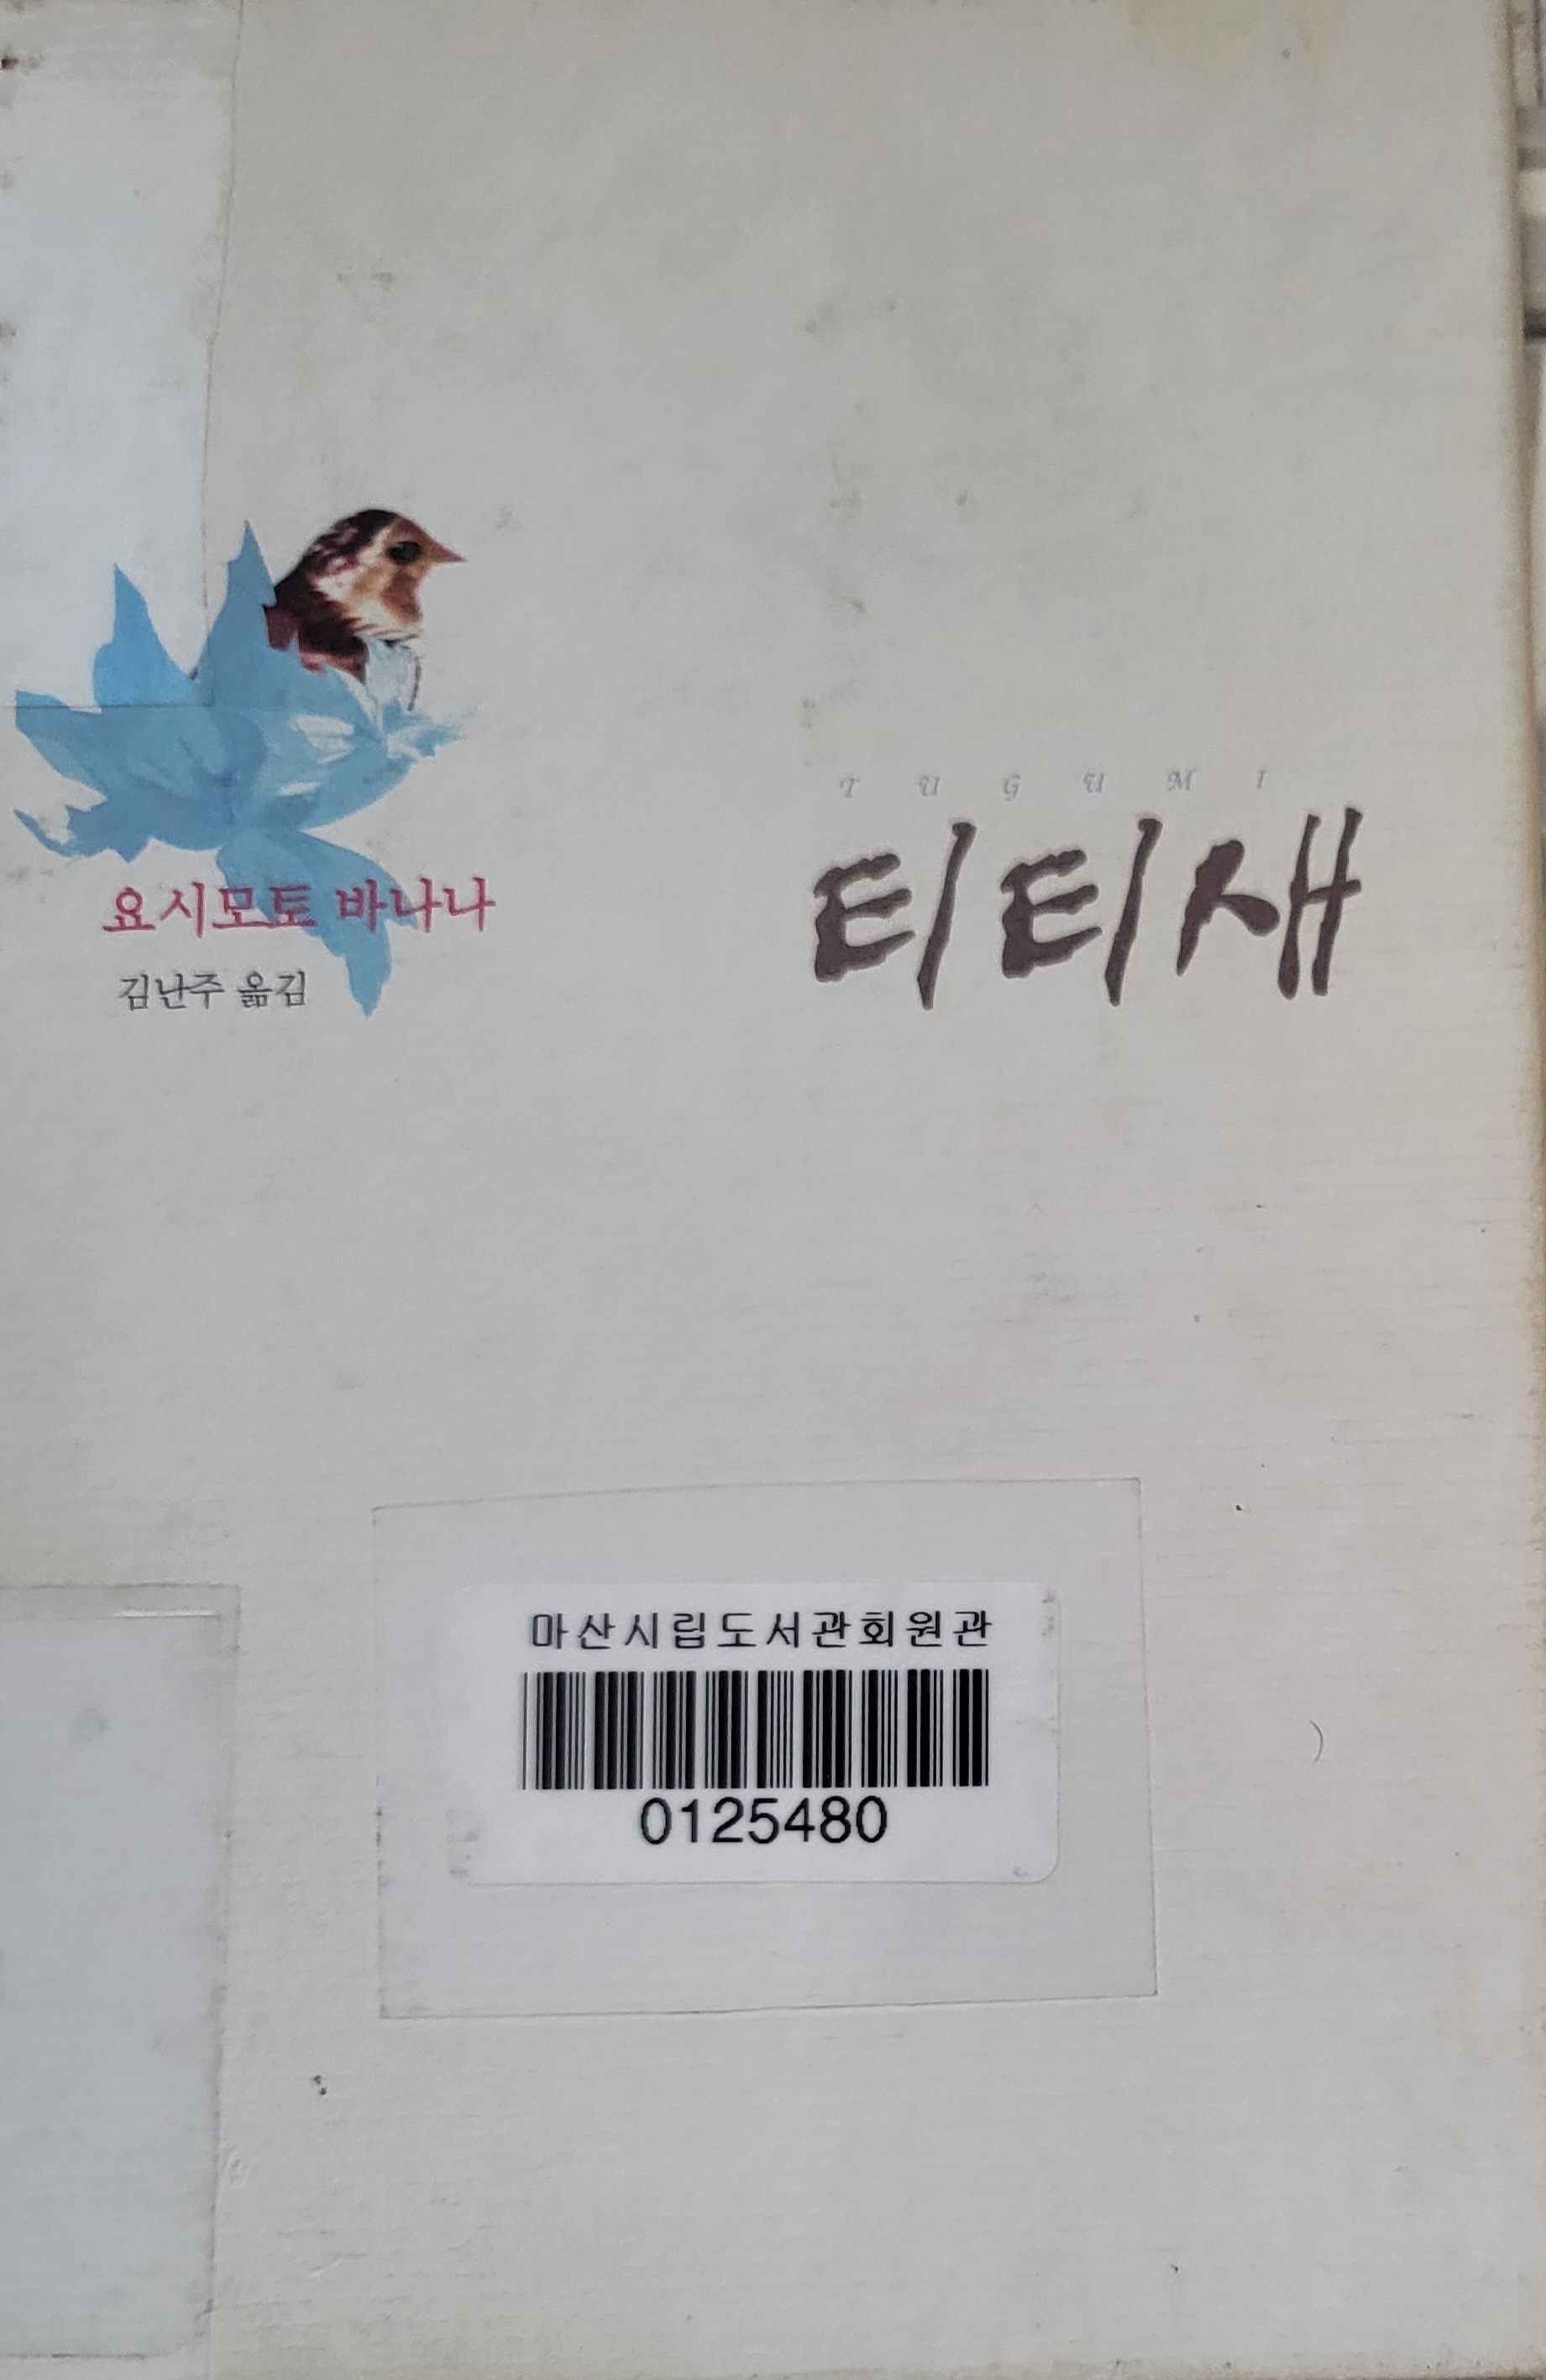 TUGUMI
티티새
요시모토 바나나
김난주 옮김
마산시립도서관회원관
0125480